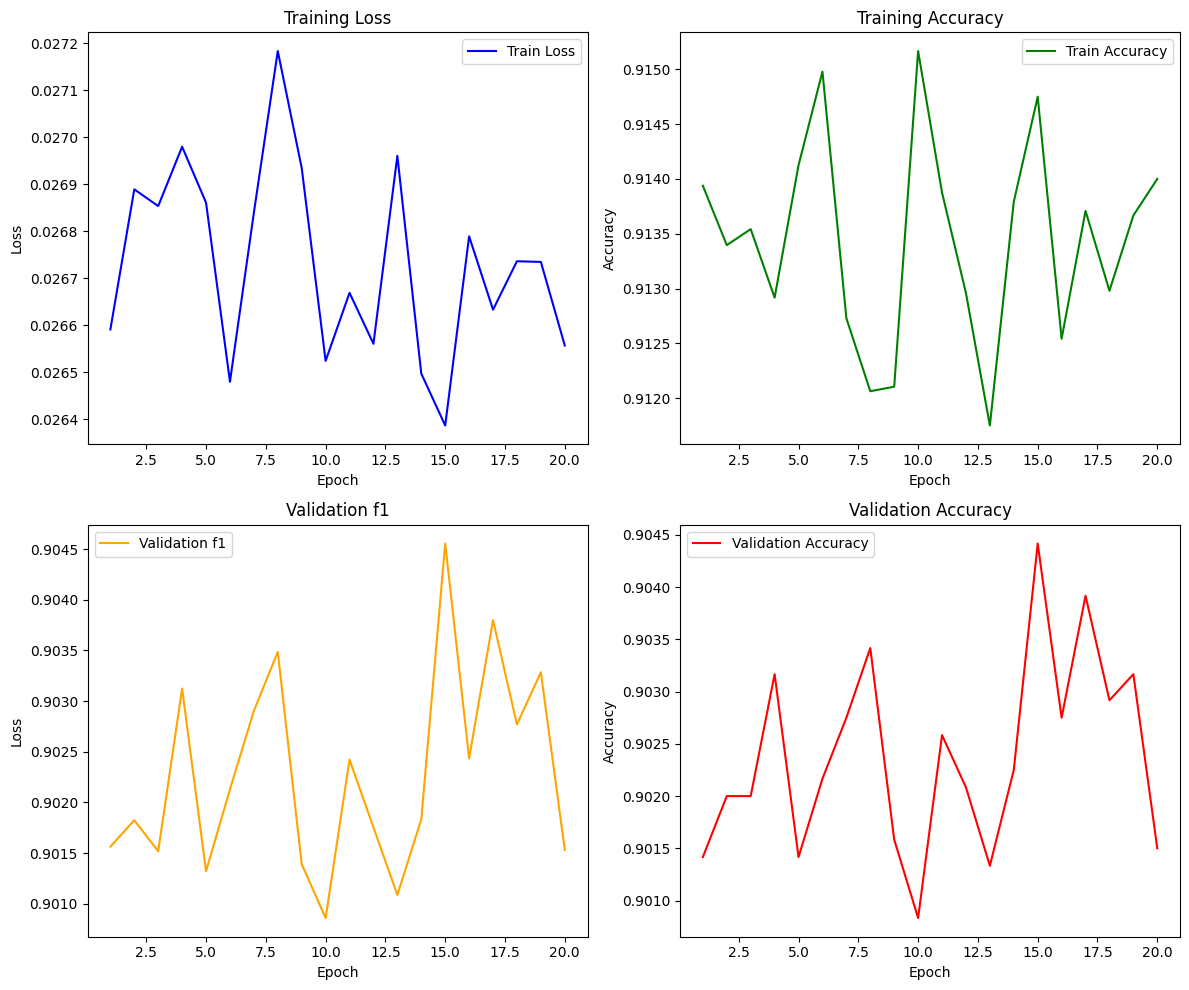 Training Loss
Train Loss
0.0272
0.0271
0.0270
0.0269
0.0268
0.0267
0.0266
0.0265
0.0264
Loss
2.5 5.0 7.5 10.0 12.5 15.0 17.5 20.0
Epoch
Training Accuracy
Train Accuracy
0.9150
0.9145
0.9140
0.9135
0.9130
0.9125
0.9120
Accuracy
2.5 5.0 7.5 10.0 12.5 15.0 17.5 20.0
Epoch
Validation f1
Validation f1
0.9045
0.9040
0.9035
0.9030
0.9025
0.9020
0.9015
0.9010
Loss
2.5 5.0 7.5 10.0 12.5 15.0 17.5 20.0
Epoch
Validation Accuracy
Validation Accuracy
0.9045
0.9040
0.9035
0.9030
0.9025
0.9020
0.9015
0.9010
Accuracy
2.5 5.0 7.5 10.0 12.5 15.0 17.5 20.0
Epoch